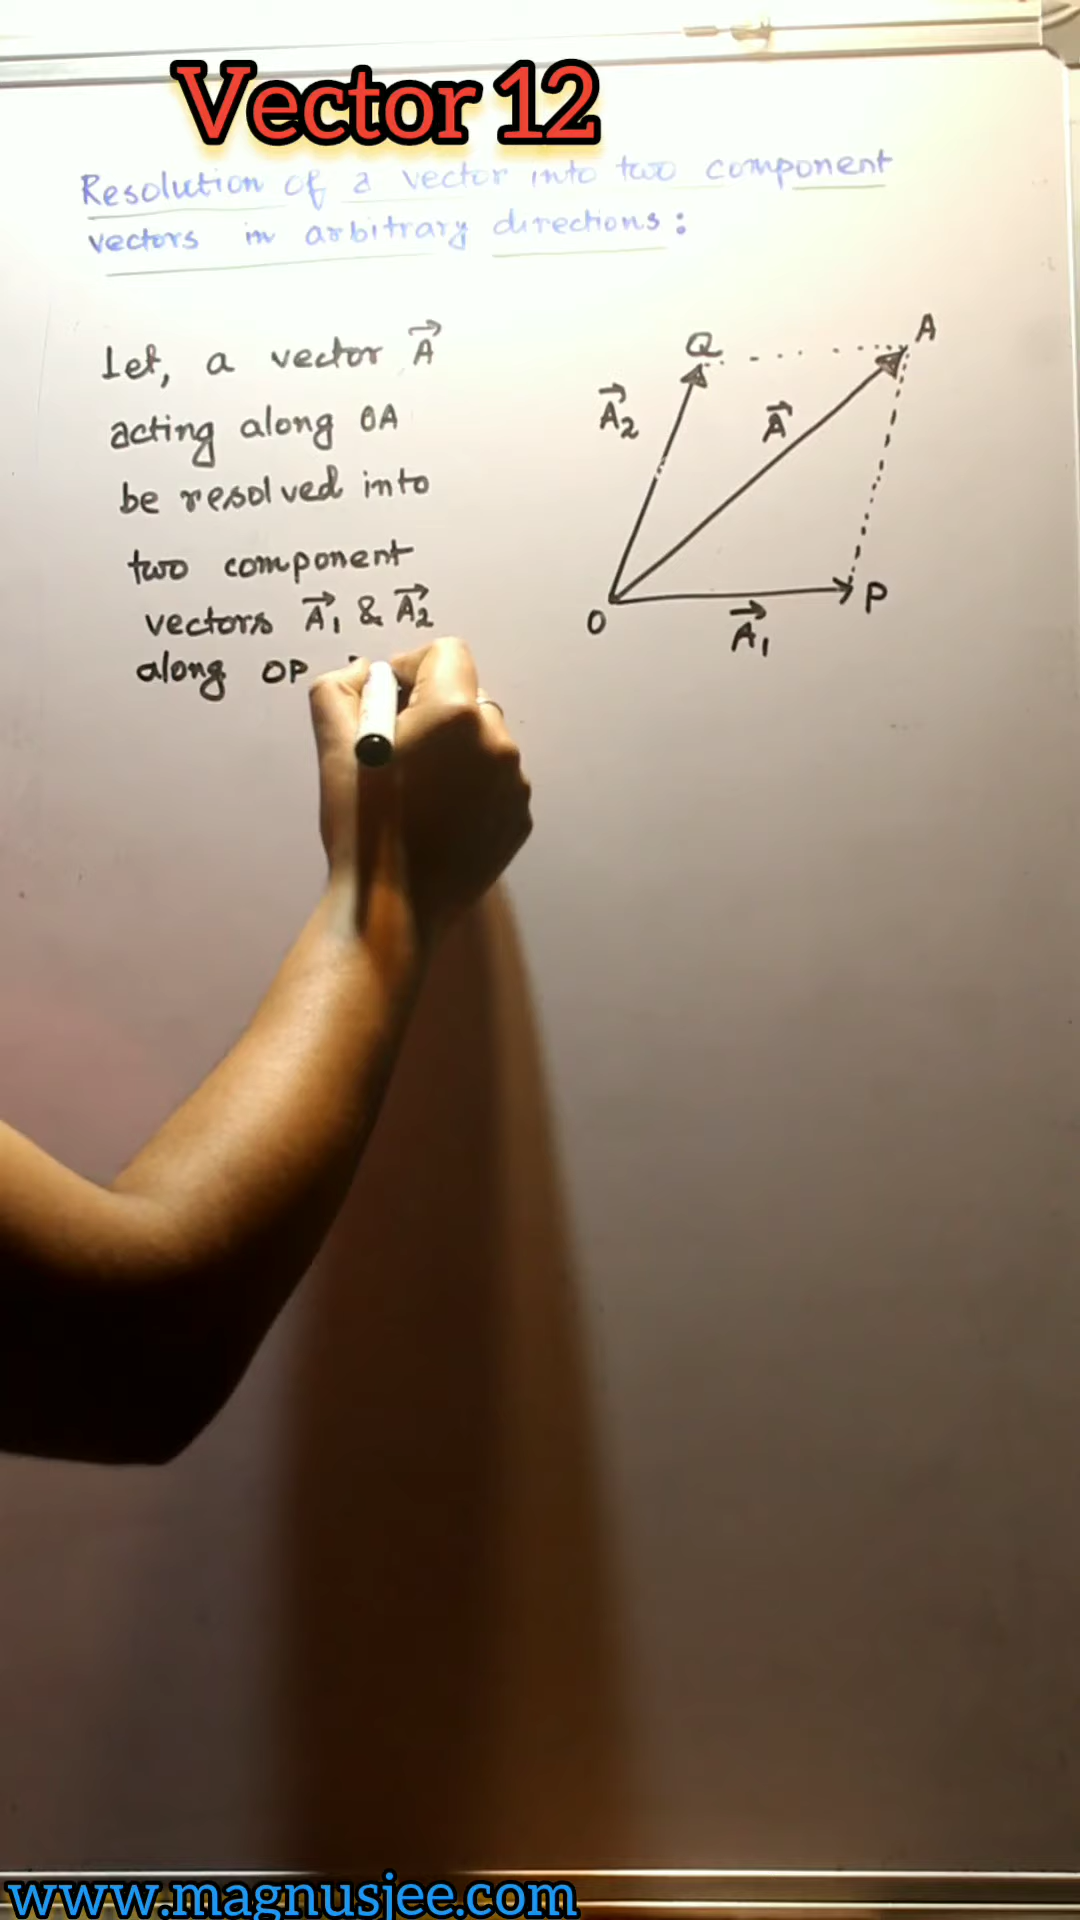 Vector 12
Resolution of a vector into two component
vectors in arbitrary directions:
Let, a vector A⃗
acting along OA
be resolved into
two component
vectors A⃗₁ & A⃗₂
along OP
Q
A
A⃗₂
A⃗
O
P
A⃗₁
www.magnusjee.com